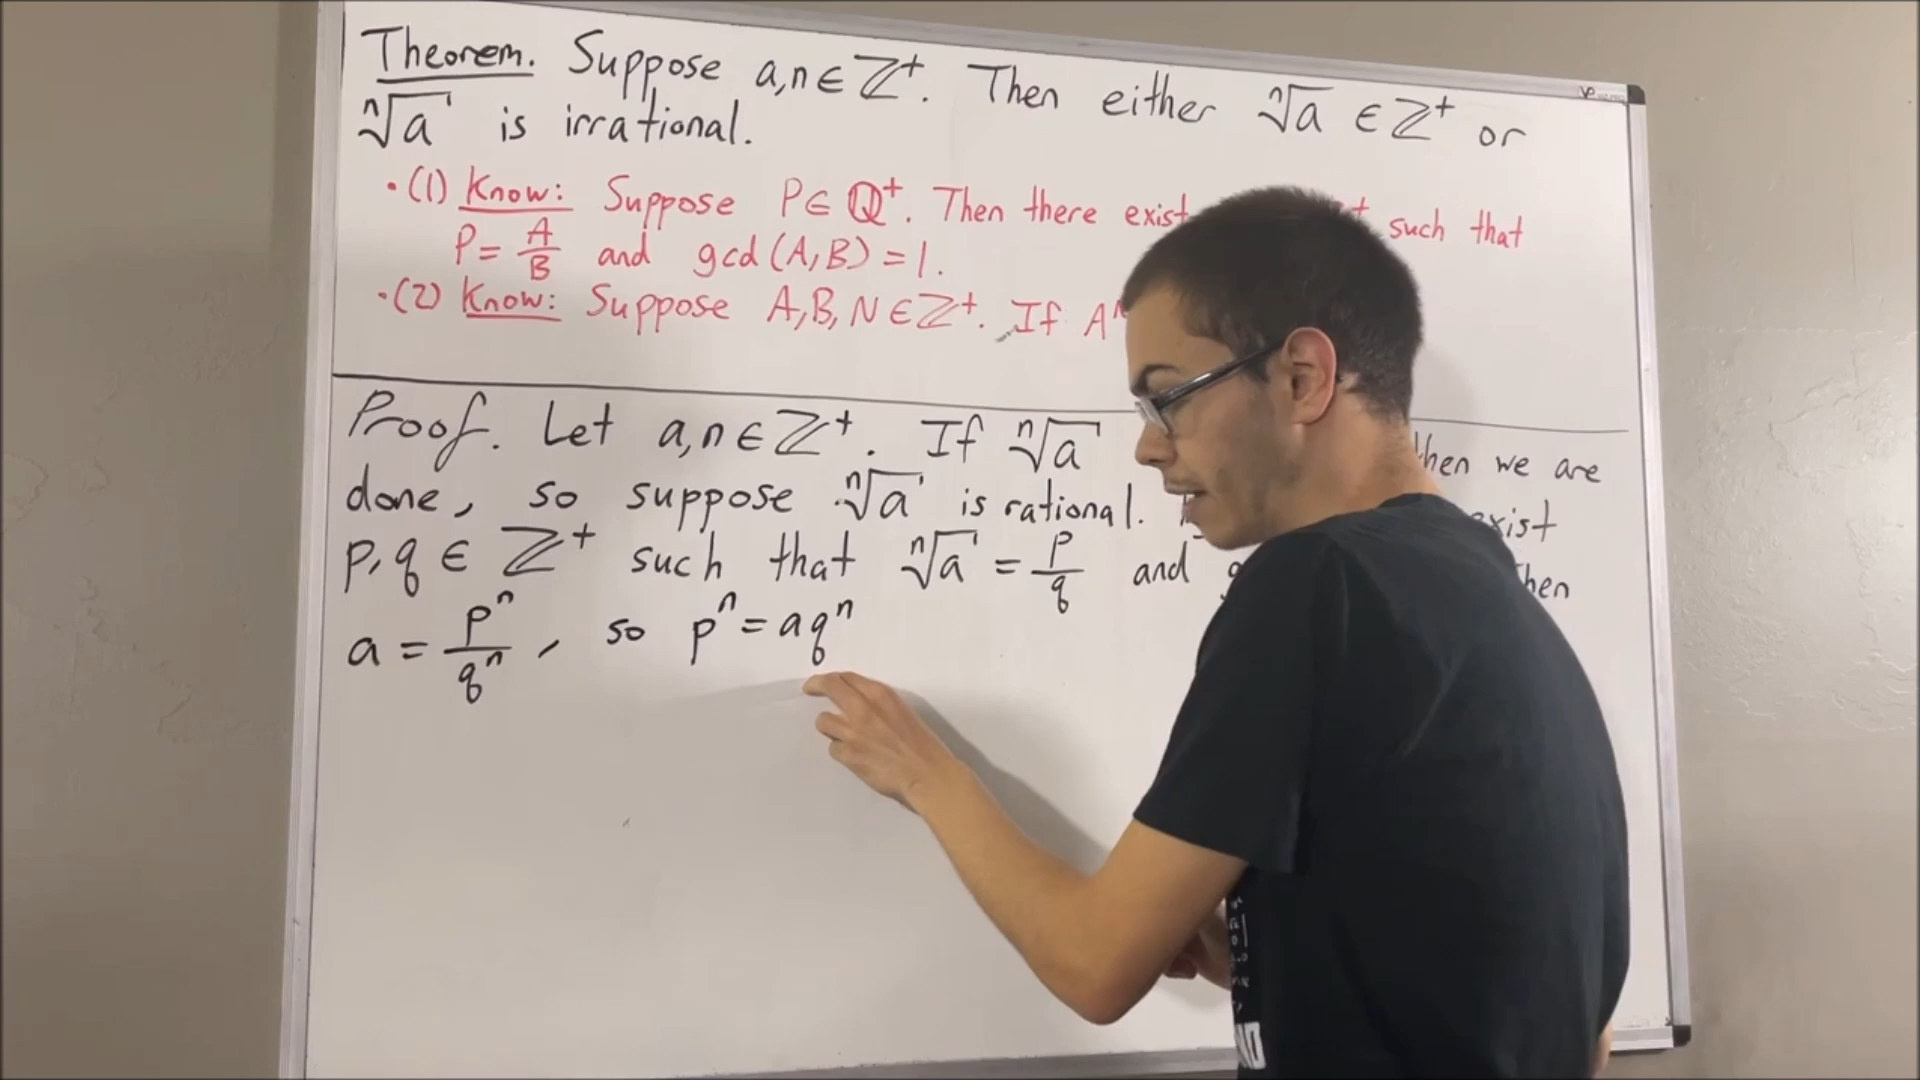 Theorem. Suppose a,n∈ℤ⁺. Then either ⁿ√a ∈ℤ⁺ or
ⁿ√a is irrational.
·(1) Know: Suppose P∈ℚ⁺. Then there exist such that
P=A/B and gcd(A,B)=1.
·(2) Know: Suppose A,B,N∈ℤ⁺. If A
Proof. Let a,n∈ℤ⁺. If ⁿ√a then we are
done, so suppose ⁿ√a is rational. exist
p,q ∈ ℤ⁺ such that ⁿ√a = p/q and then
a = pⁿ/qⁿ, so pⁿ=aqⁿ